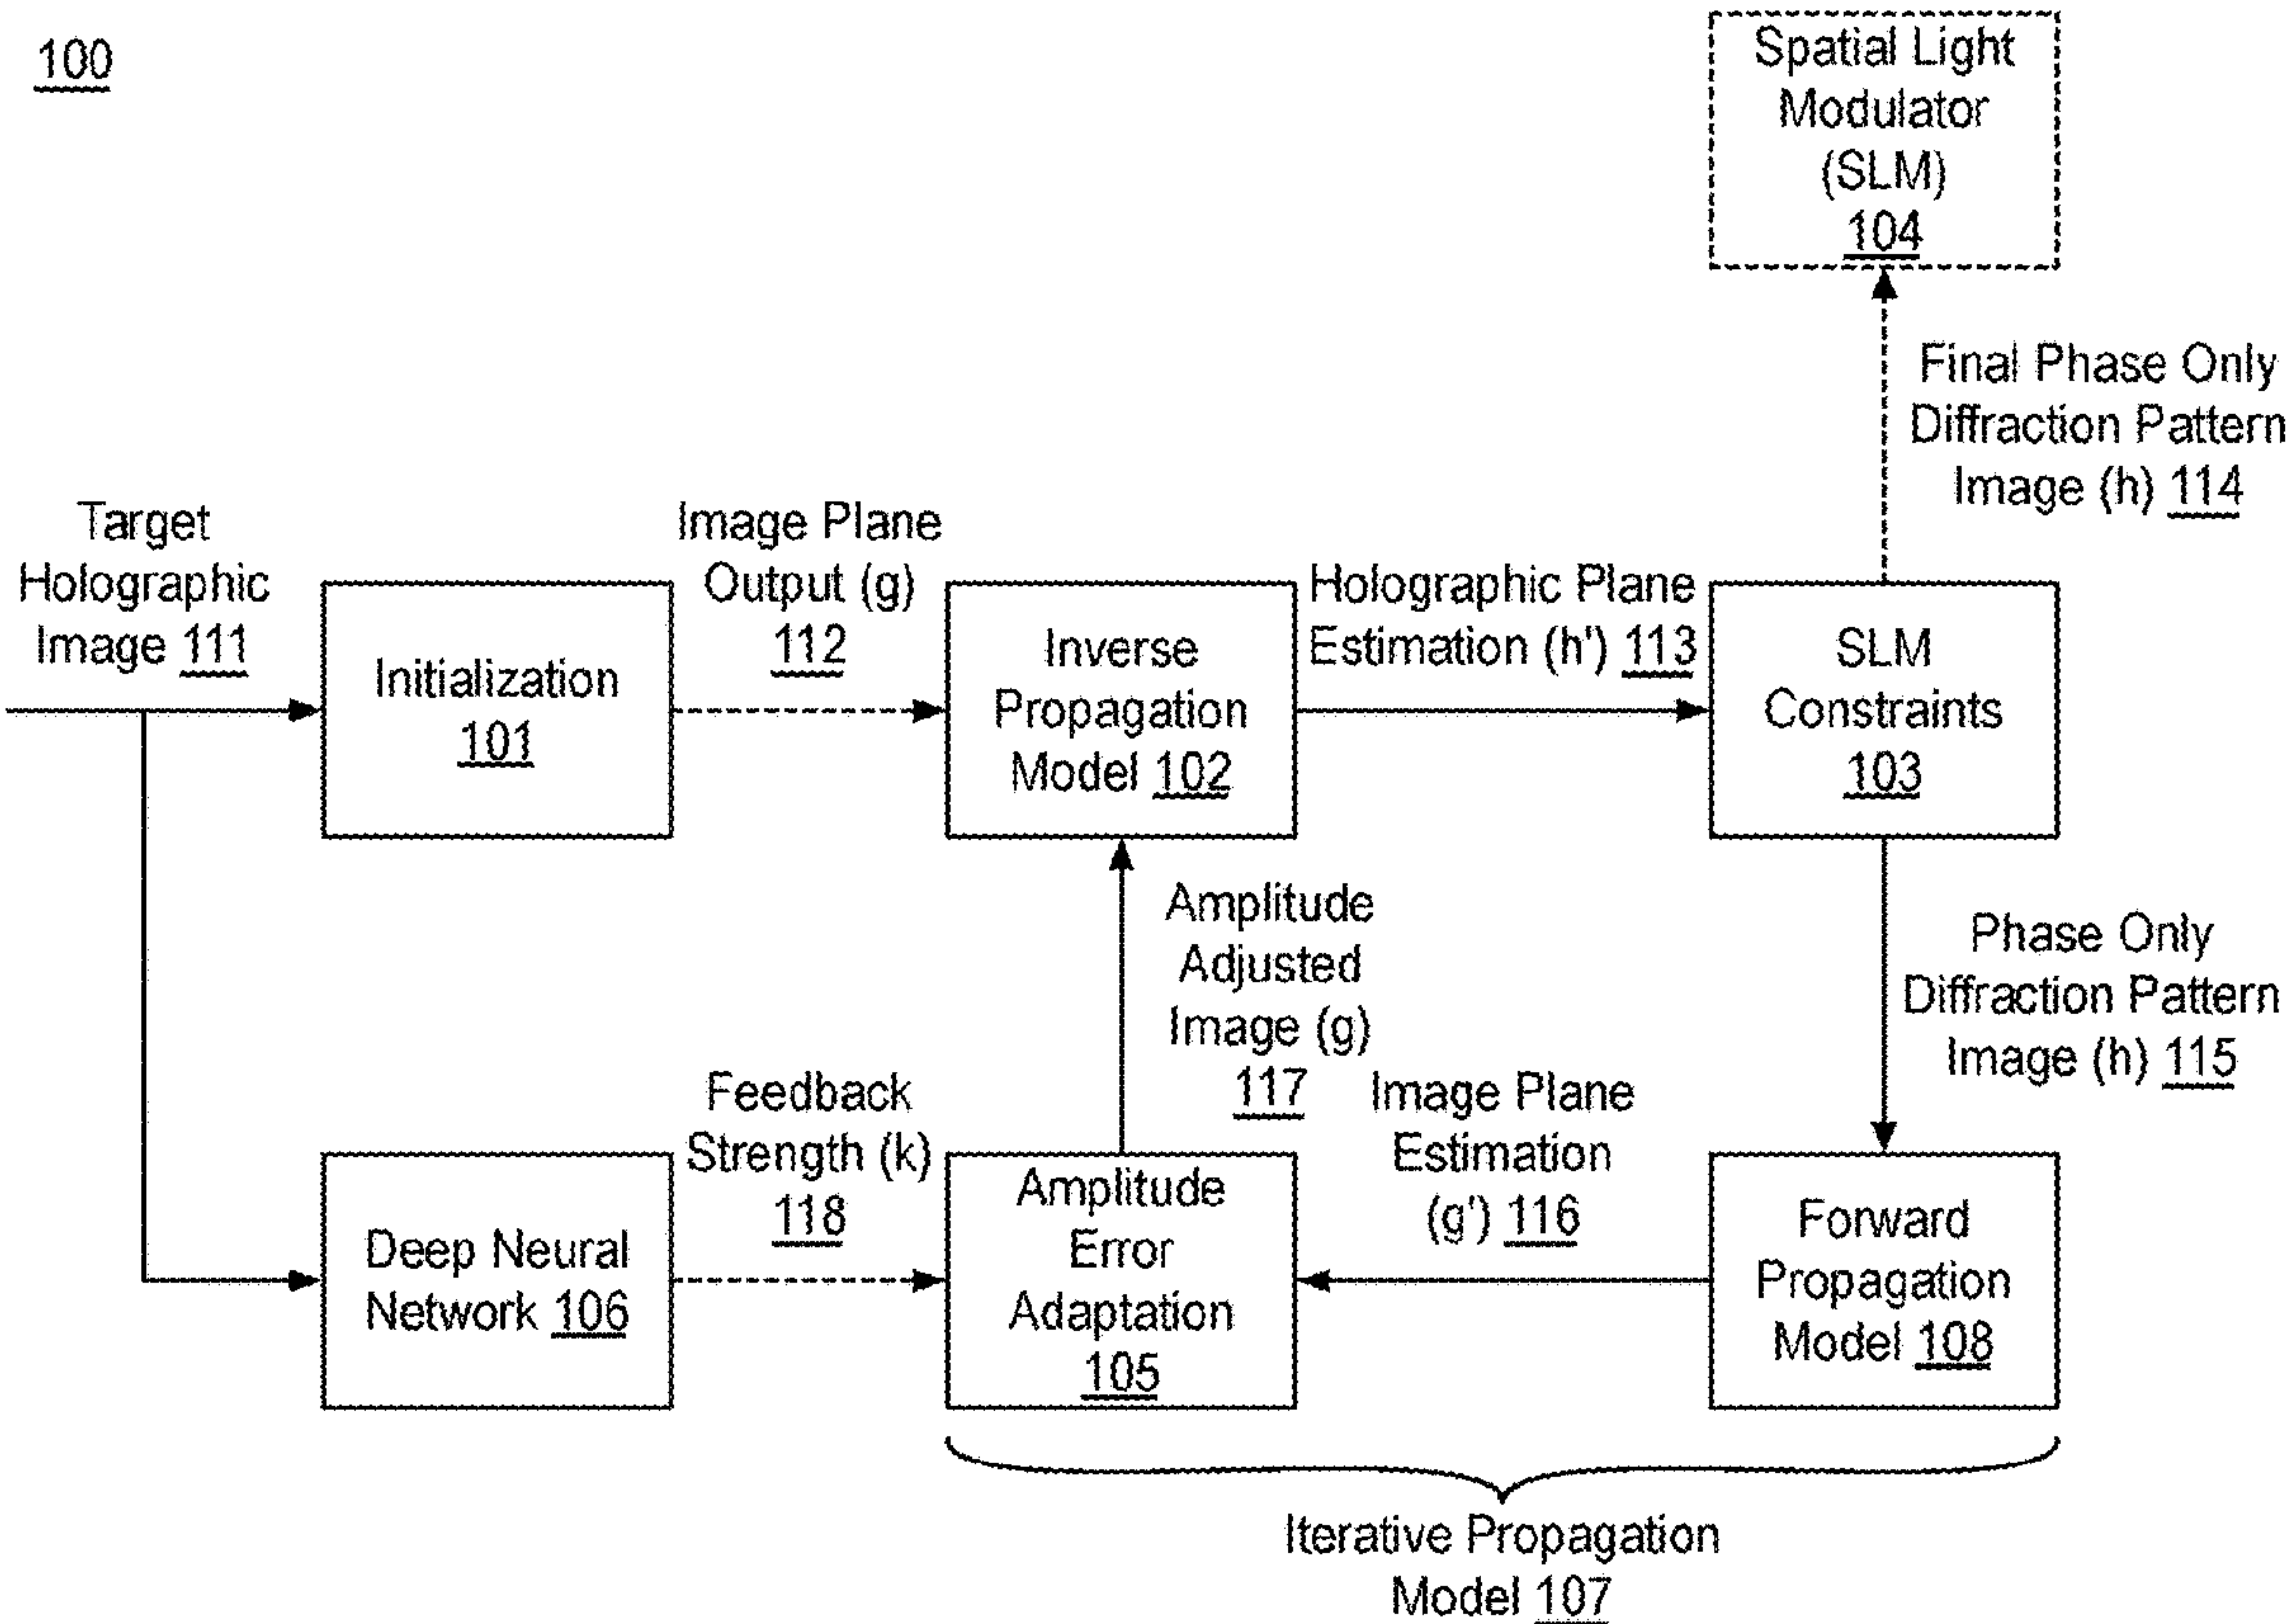 100
Spatial Light
Modulator
(SLM)
104
Final Phase Only
Diffraction Pattern
Image (h) 114
Target
Holographic
Image 111
Initialization
101
Image Plane
Output (g)
112
Inverse
Propagation
Model 102
Holographic Plane
Estimation (h') 113
SLM
Constraints
103
Amplitude
Adjusted
Image (g)
117
Phase Only
Diffraction Pattern
Image (h) 115
Deep Neural
Network 106
Feedback
Strength (k)
118
Amplitude
Error
Adaptation
105
Image Plane
Estimation
(g') 116
Forward
Propagation
Model 108
Iterative Propagation
Model 107